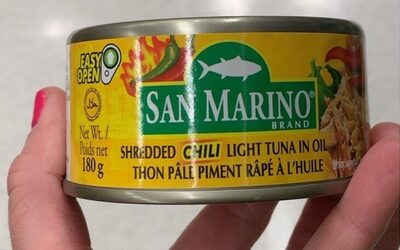 EASY
OPEN
SAN MARINO®
BRAND
Net Wt. /
Poids net
180 g
SHREDDED CHILI LIGHT TUNA IN OIL
THON PÂLE PIMENT RÂPÉ À L'HUILE